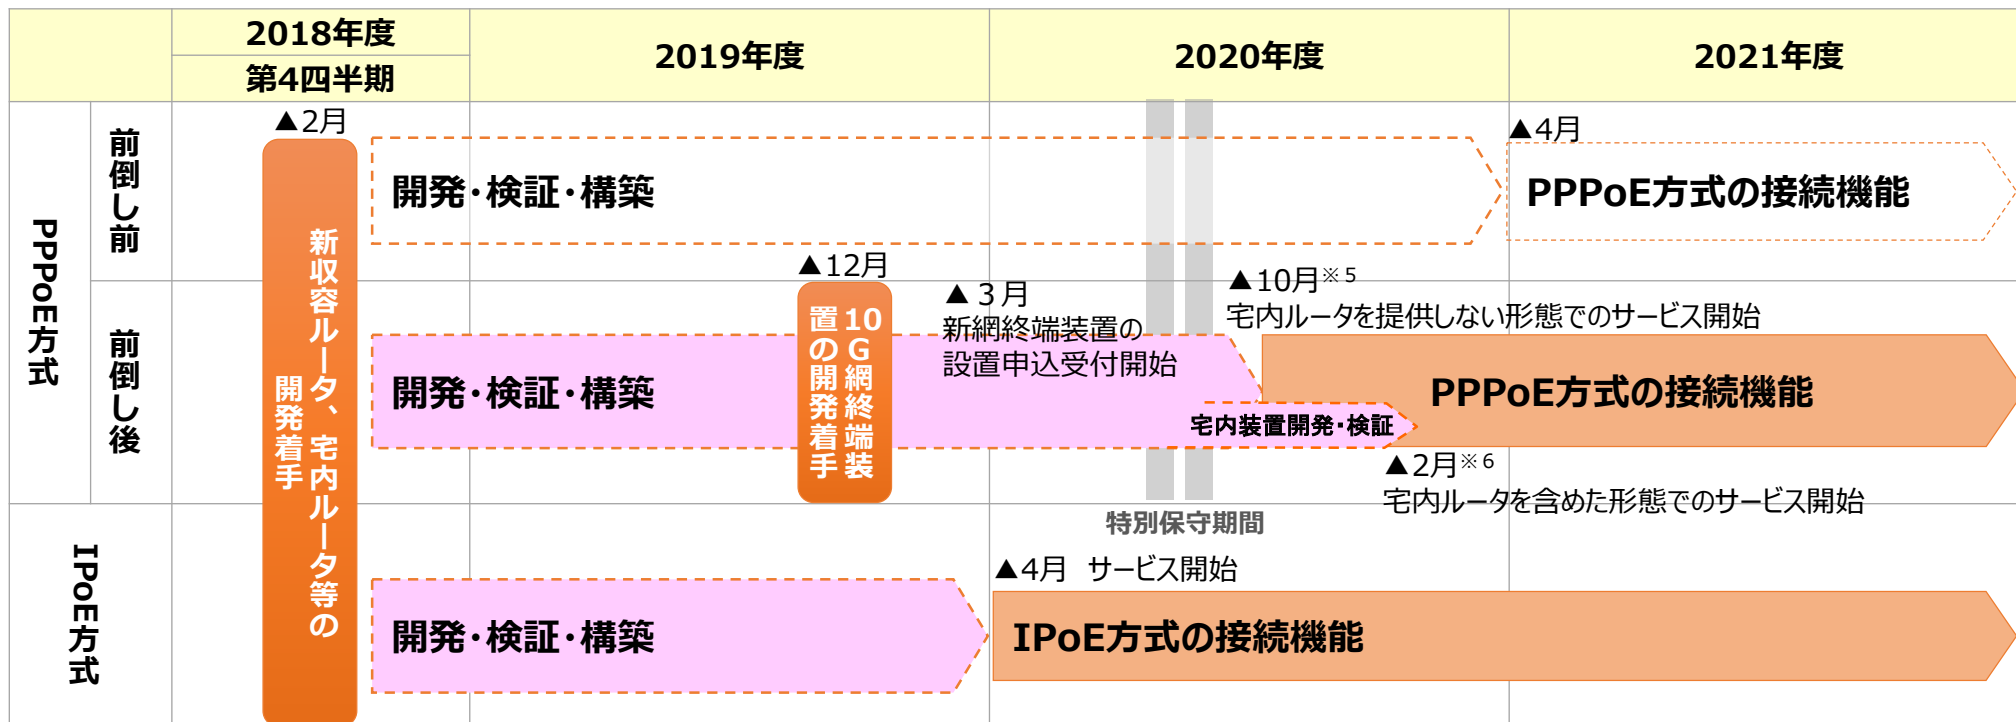 2018年度
第4四半期
2019年度
2020年度
2021年度
PPPoE方式
前倒し前
▲2月
新収容ルータ、宅内ルータ等の
開発着手
開発・検証・構築
▲4月
PPPoE方式の接続機能
前倒し後
開発・検証・構築
▲12月
10G網終端装
置の開発着手
▲３月
新網終端装置の
設置申込受付開始
▲10月※5
宅内ルータを提供しない形態でのサービス開始
PPPoE方式の接続機能
宅内装置開発・検証
▲2月※6
宅内ルータを含めた形態でのサービス開始
特別保守期間
IPoE方式
開発・検証・構築
▲4月　サービス開始
IPoE方式の接続機能